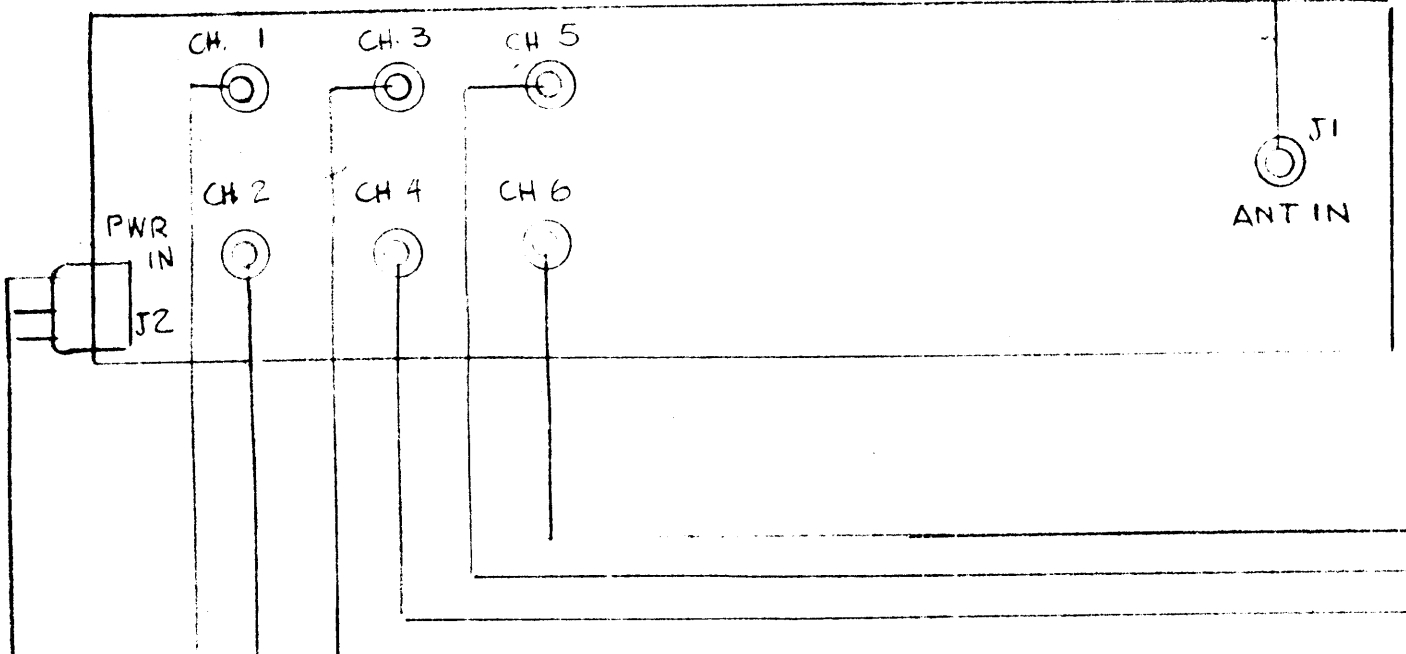 CH. 1
CH. 3
CH 5
J1
CH 2
CH 4
CH 6
ANT IN
PWR
IN
J2